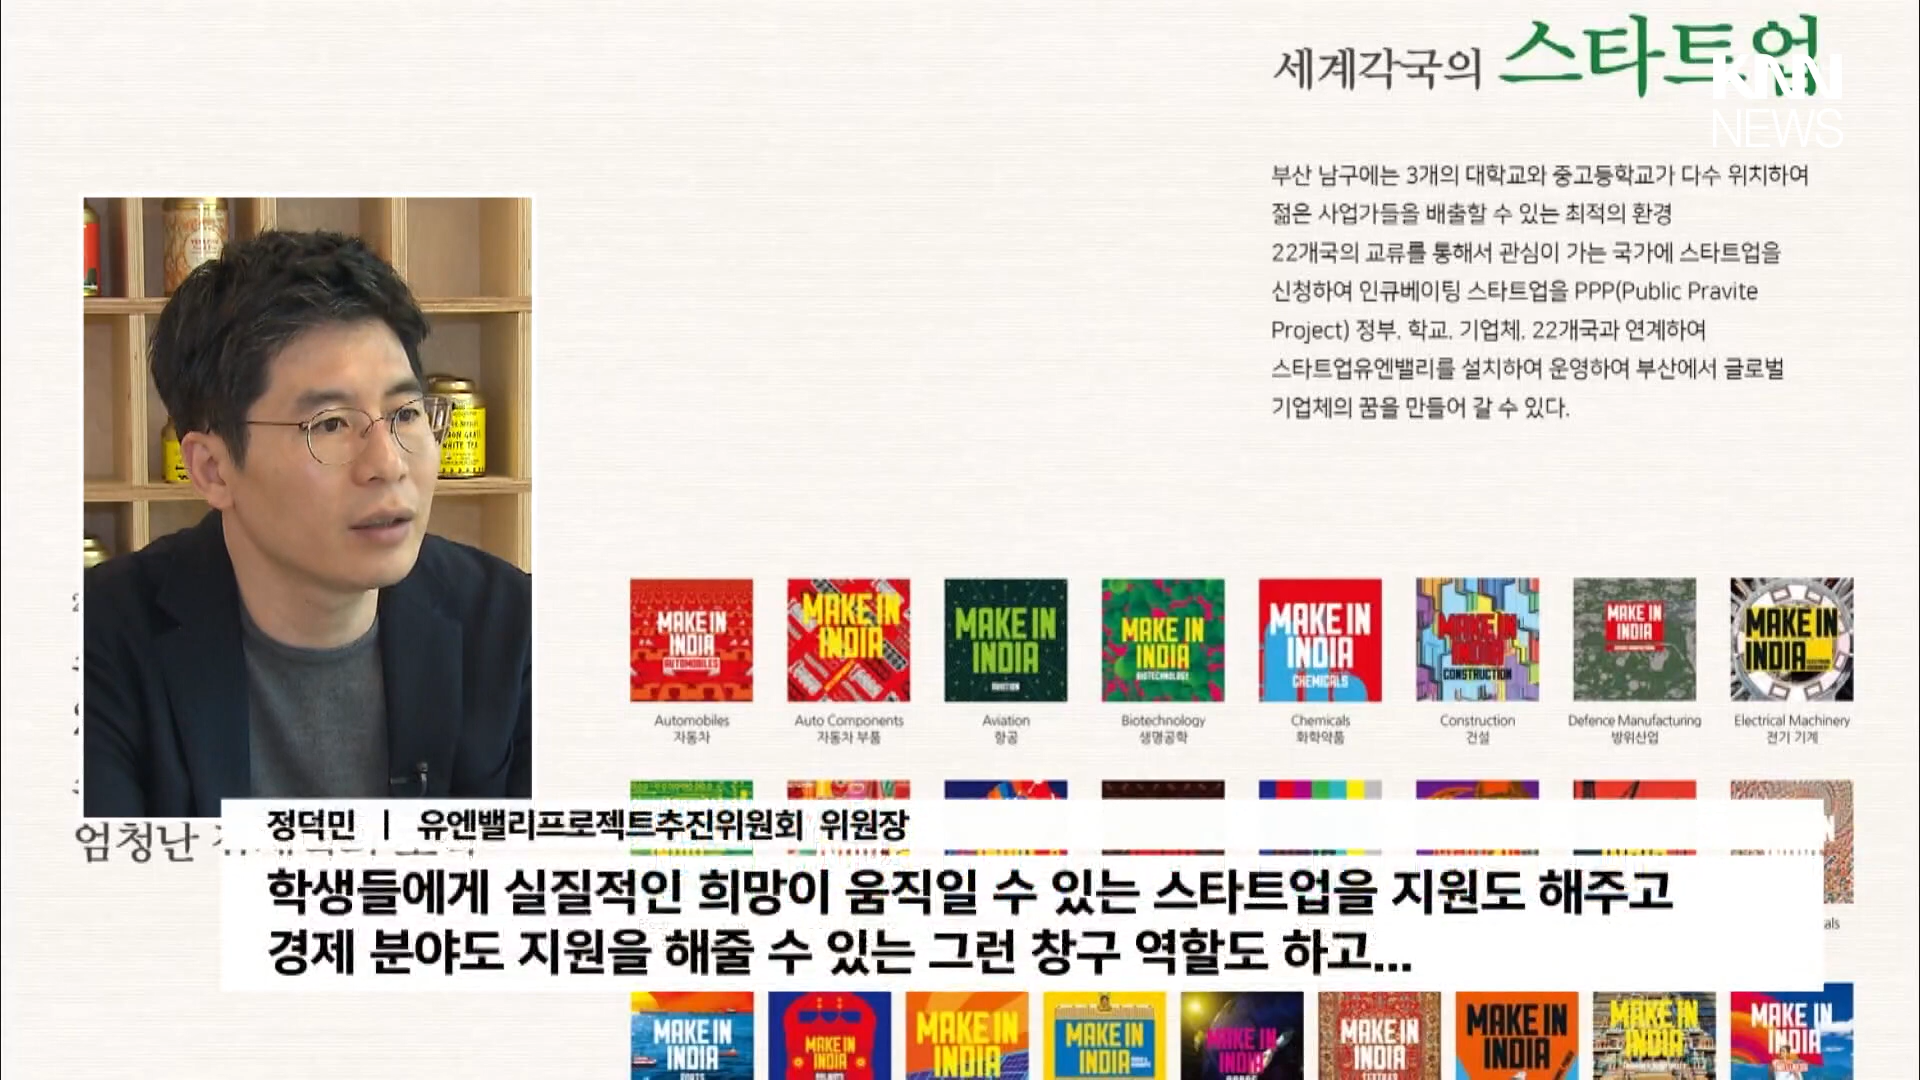 세계각국의 스타트업
KNN
NEWS
부산 남구에는 3개의 대학교와 중고등학교가 다수 위치하여
젊은 사업가들을 배출할 수 있는 최적의 환경
22개국의 교류를 통해서 관심이 가는 국가에 스타트업을
신청하여 인큐베이팅 스타트업을 PPP(Public Pravite
Project) 정부. 학교. 기업체. 22개국과 연계하여
스타트업유엔밸리를 설치하여 운영하여 부산에서 글로벌
기업체의 꿈을 만들어 갈 수 있다.
MAKE IN INDIA AUTOMOBILES
MAKE IN INDIA
MAKE IN INDIA AVIATION
MAKE IN INDIA BIOTECHNOLOGY
MAKE IN INDIA CHEMICALS
MAKE IN INDIA CONSTRUCTION
MAKE IN INDIA
MAKE IN INDIA
Automobiles
자동차
Auto Components
자동차 부품
Aviation
항공
Biotechnology
생명공학
Chemicals
화학약품
Construction
건설
Defence Manufacturing
방위산업
Electrical Machinery
전기 기계
엄청난
정덕민 | 유엔밸리프로젝트추진위원회 위원장
학생들에게 실질적인 희망이 움직일 수 있는 스타트업을 지원도 해주고
경제 분야도 지원을 해줄 수 있는 그런 창구 역할도 하고...
als
MAKE IN INDIA PORTS
MAKE IN INDIA
MAKE IN INDIA
MAKE IN INDIA
MAKE IN INDIA
MAKE IN INDIA
MAKE IN INDIA
MAKE IN INDIA
MAKE IN INDIA